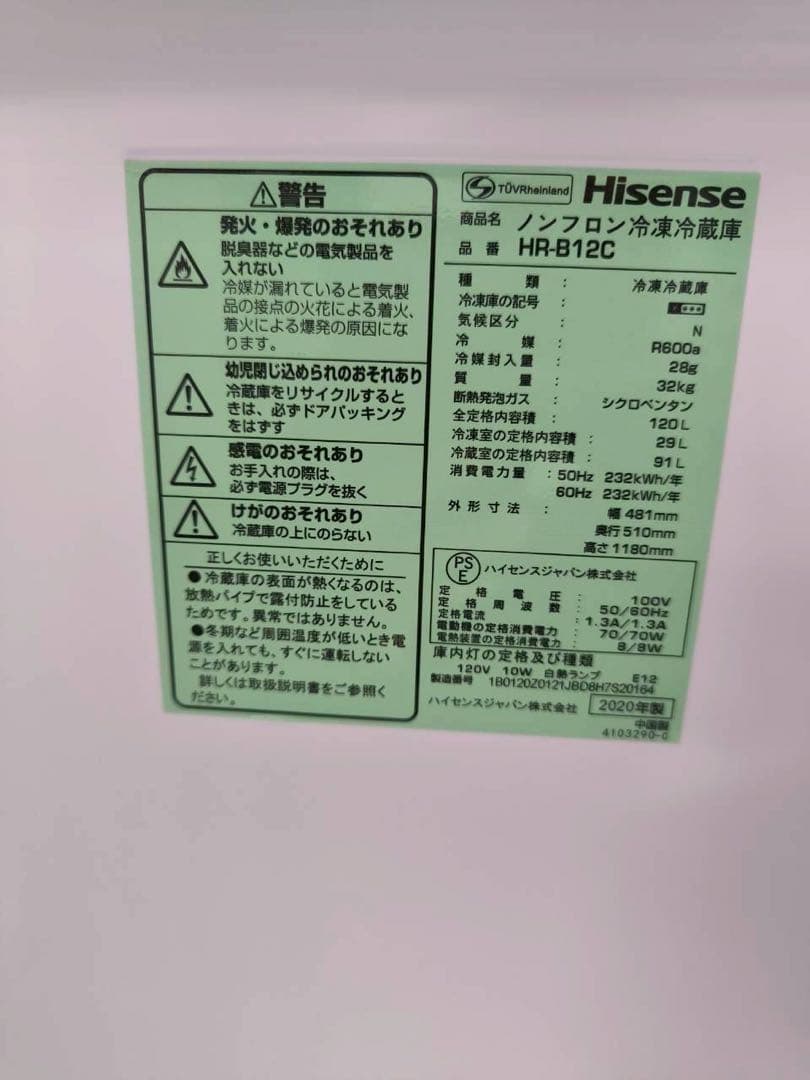 警告
発火・爆発のおそれあり
脱臭器などの電気製品を
入れない
冷媒が漏れていると電気製
品の接点の火花による着火、
着火による爆発の原因にな
ります。
幼児閉じ込められのおそれあり
冷蔵庫をリサイクルすると
きは、必ずドアパッキング
をはずす
感電のおそれあり
お手入れの際は、
必ず電源プラグを抜く
けがのおそれあり
冷蔵庫の上にのらない
正しくお使いいただくために
●冷蔵庫の表面が熱くなるのは、
放熱パイプで露付防止をしている
ためです。異常ではありません。
●冬期など周囲温度が低いとき電
源を入れても、すぐに運転しない
ことがあります。
詳しくは取扱説明書をご参照く
ださい。
TÜVRheinland Hisense
商品名 ノンフロン冷凍冷蔵庫
品番 HR-B12C
種類 : 冷凍冷蔵庫
冷凍庫の記号 :
気候区分 : N
冷媒 : R600a
冷媒封入量 : 28g
質量 : 32kg
断熱発泡ガス : シクロペンタン
全定格内容積 : 120L
冷凍室の定格内容積 : 29L
冷蔵室の定格内容積 : 91L
消費電力量 : 50Hz 232kWh/年
60Hz 232kWh/年
外形寸法 : 幅 481mm
奥行 510mm
高さ 1180mm
PSE ハイセンスジャパン株式会社
定格電圧 : 100V
定格周波数 : 50/60Hz
定格電流 : 1.3A/1.3A
電動機の定格消費電力 : 70/70W
電熱装置の定格消費電力 : 8/8W
庫内灯の定格及び種類
120V 10W 白熱ランプ E12
製造番号 1B0120Z0121JBD8H7S20164
ハイセンスジャパン株式会社 2020年製
中国製
4103290-C